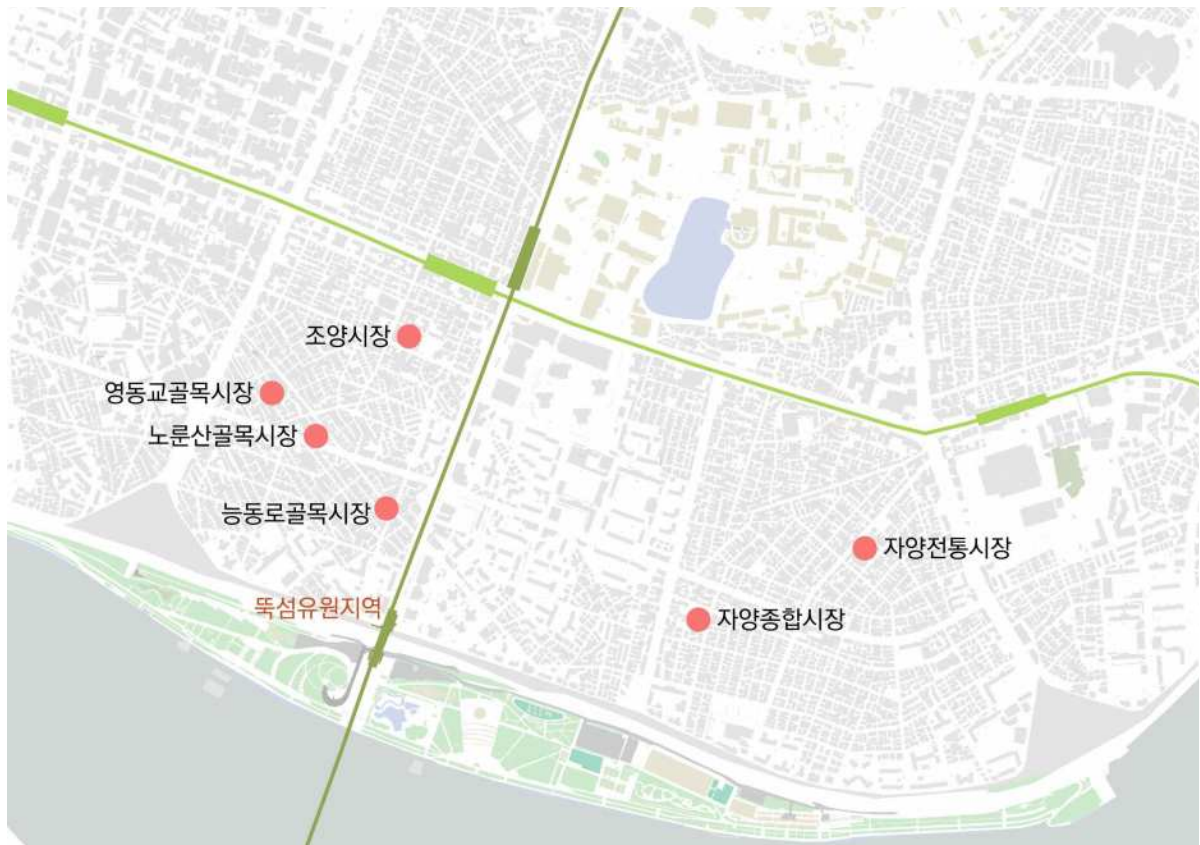 조양시장
영동교골목시장
노룬산골목시장
능동로골목시장
자양전통시장
뚝섬유원지역
자양종합시장